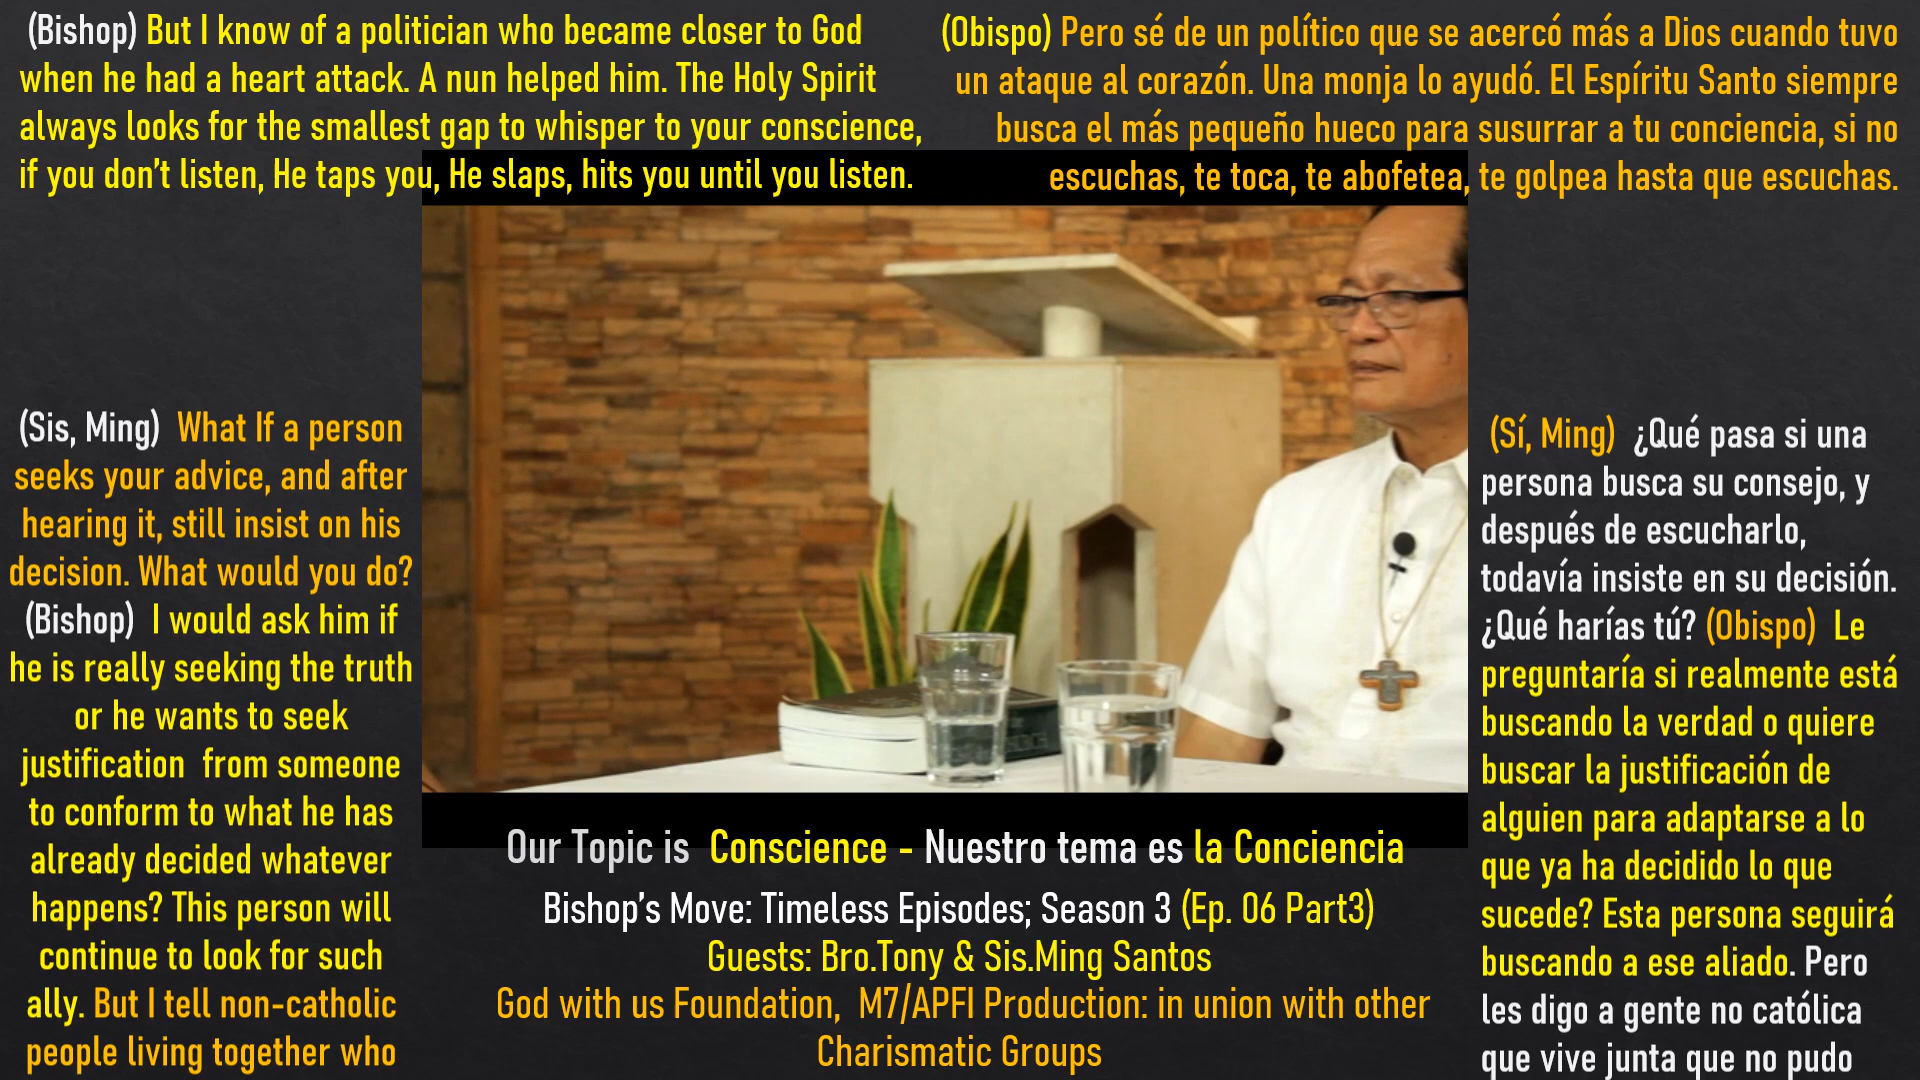 (Bishop) But I know of a politician who became closer to God
when he had a heart attack. A nun helped him. The Holy Spirit
always looks for the smallest gap to whisper to your conscience,
if you don’t listen, He taps you, He slaps, hits you until you listen.
(Obispo) Pero sé de un político que se acercó más a Dios cuando tuvo
un ataque al corazón. Una monja lo ayudó. El Espíritu Santo siempre
busca el más pequeño hueco para susurrar a tu conciencia, si no
escuchas, te toca, te abofetea, te golpea hasta que escuchas.
(Sis, Ming) What If a person
seeks your advice, and after
hearing it, still insist on his
decision. What would you do?
(Bishop) I would ask him if
he is really seeking the truth
or he wants to seek
justification from someone
to conform to what he has
already decided whatever
happens? This person will
continue to look for such
ally. But I tell non-catholic
people living together who
(Sí, Ming) ¿Qué pasa si una
persona busca su consejo, y
después de escucharlo,
todavía insiste en su decisión.
¿Qué harías tú? (Obispo) Le
preguntaría si realmente está
buscando la verdad o quiere
buscar la justificación de
alguien para adaptarse a lo
que ya ha decidido lo que
sucede? Esta persona seguirá
buscando a ese aliado. Pero
les digo a gente no católica
que vive junta que no pudo
Our Topic is Conscience - Nuestro tema es la Conciencia
Bishop’s Move: Timeless Episodes; Season 3 (Ep. 06 Part3)
Guests: Bro.Tony & Sis.Ming Santos
God with us Foundation, M7/APFI Production: in union with other
Charismatic Groups